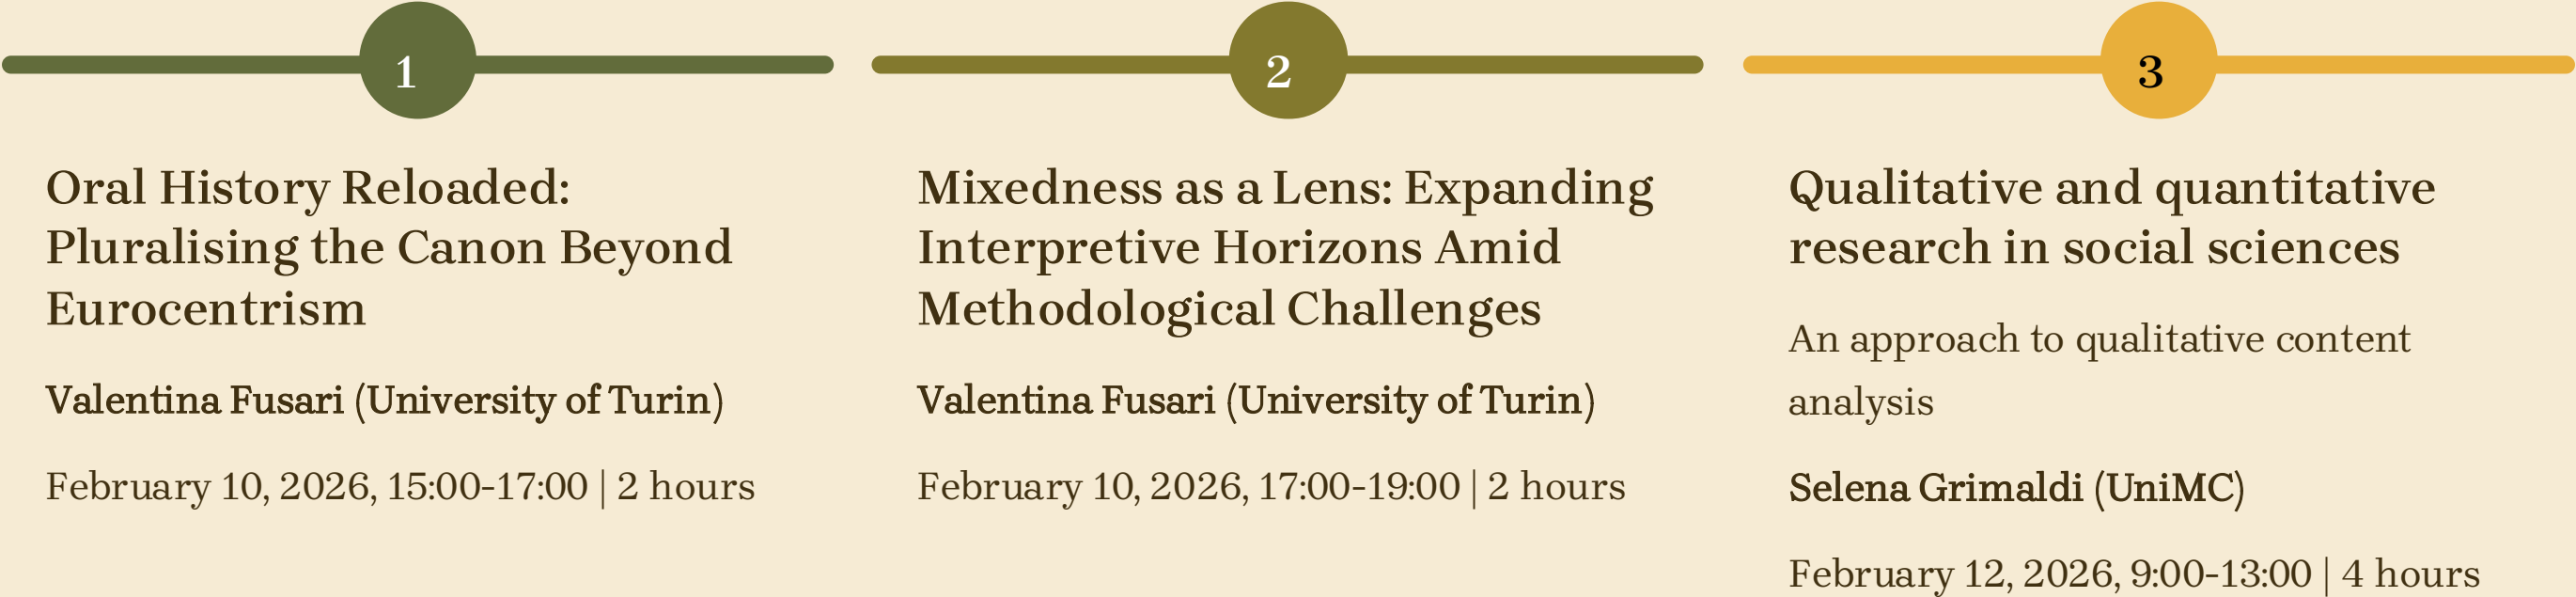 1
Oral History Reloaded:
Pluralising the Canon Beyond
Eurocentrism
Valentina Fusari (University of Turin)
February 10, 2026, 15:00-17:00 | 2 hours
2
Mixedness as a Lens: Expanding
Interpretive Horizons Amid
Methodological Challenges
Valentina Fusari (University of Turin)
February 10, 2026, 17:00-19:00 | 2 hours
3
Qualitative and quantitative
research in social sciences
An approach to qualitative content
analysis
Selena Grimaldi (UniMC)
February 12, 2026, 9:00-13:00 | 4 hours